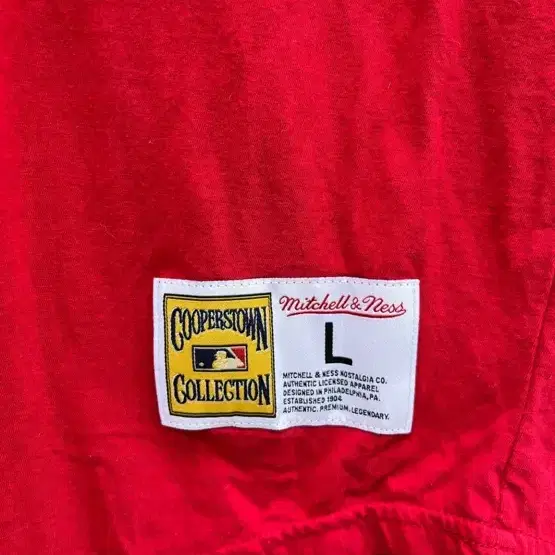 COOPERSTOWN
COLLECTION
Mitchell & Ness
L
MITCHELL & NESS NOSTALGIA CO.
AUTHENTIC LICENSED APPAREL
DESIGNED IN PHILADELPHIA, PA.
ESTABLISHED 1904
AUTHENTIC. PREMIUM. LEGENDARY.